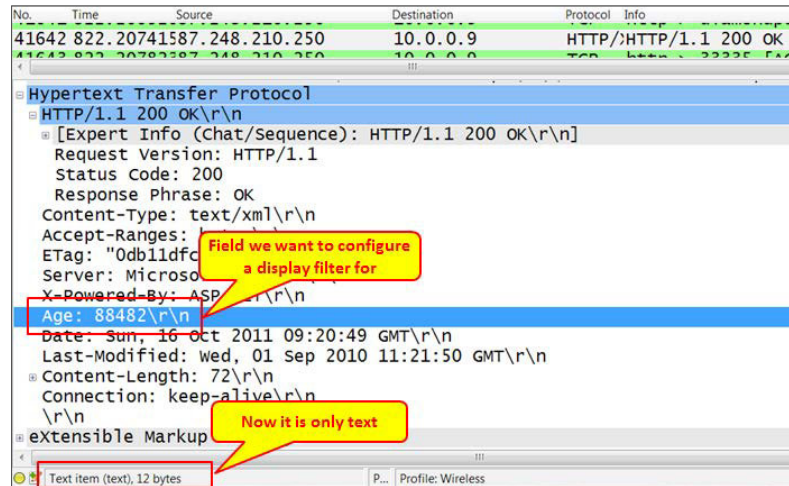 No. Time Source Destination Protocol Info
41642 822.20741587.248.210.250 10.0.0.9 HTTP/>HTTP/1.1 200 OK
Hypertext Transfer Protocol
HTTP/1.1 200 OK\r\n
[Expert Info (Chat/Sequence): HTTP/1.1 200 OK\r\n]
Request Version: HTTP/1.1
Status Code: 200
Response Phrase: OK
Content-Type: text/xml\r\n
Accept-Ranges:
Field we want to configure
a display filter for
ETag: "0db11dfc
Server: Microso
X-Powered-By: ASP \r\n
Age: 88482\r\n
Date: Sun, 16 Oct 2011 09:20:49 GMT\r\n
Last-Modified: Wed, 01 Sep 2010 11:21:50 GMT\r\n
Content-Length: 72\r\n
Connection: keep-alive\r\n
\r\n
Now it is only text
eXtensible Markup
Text item (text), 12 bytes P... Profile: Wireless